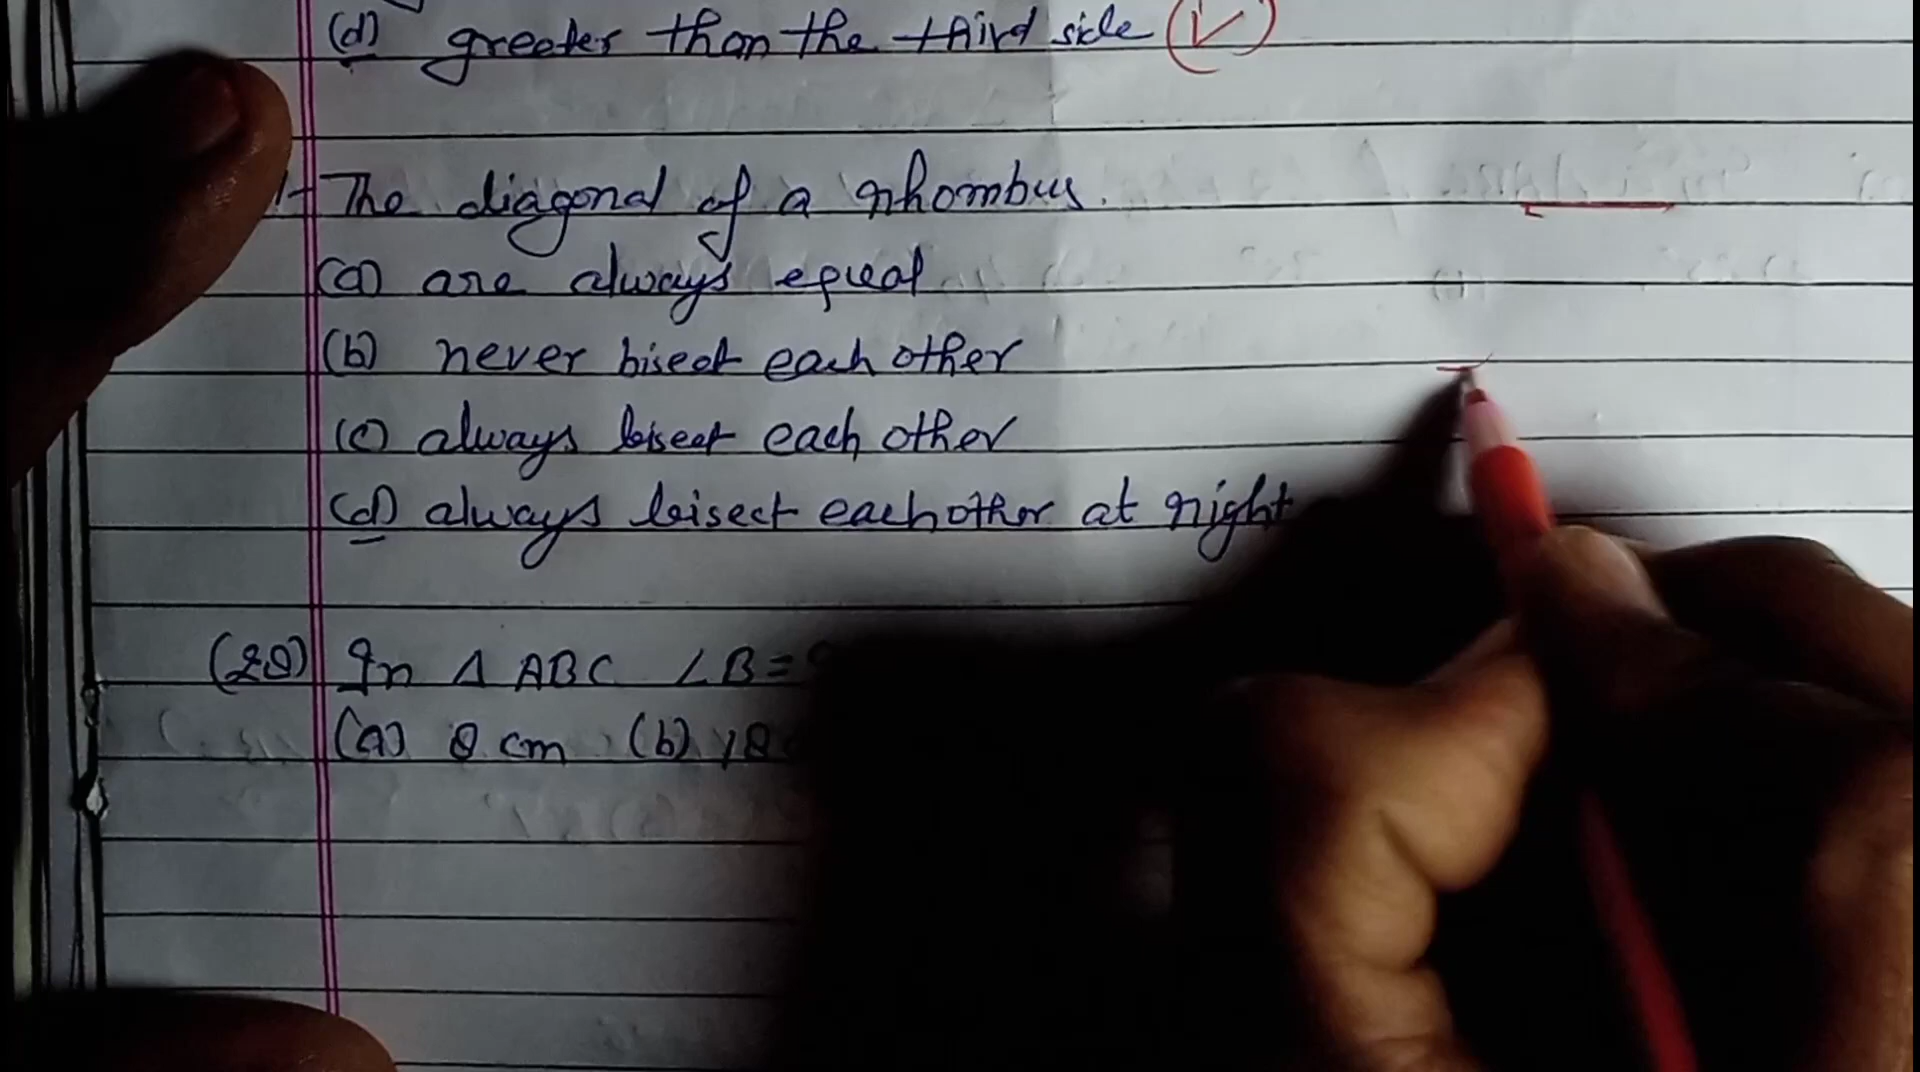 (d) greater than the third side
The diagonal of a rhombus.
(a) are always equal
(b) never bisect each other
(c) always bisect each other
(d) always bisect each other at right
(20) In Δ ABC ∠B=
(a) 8 cm (b)